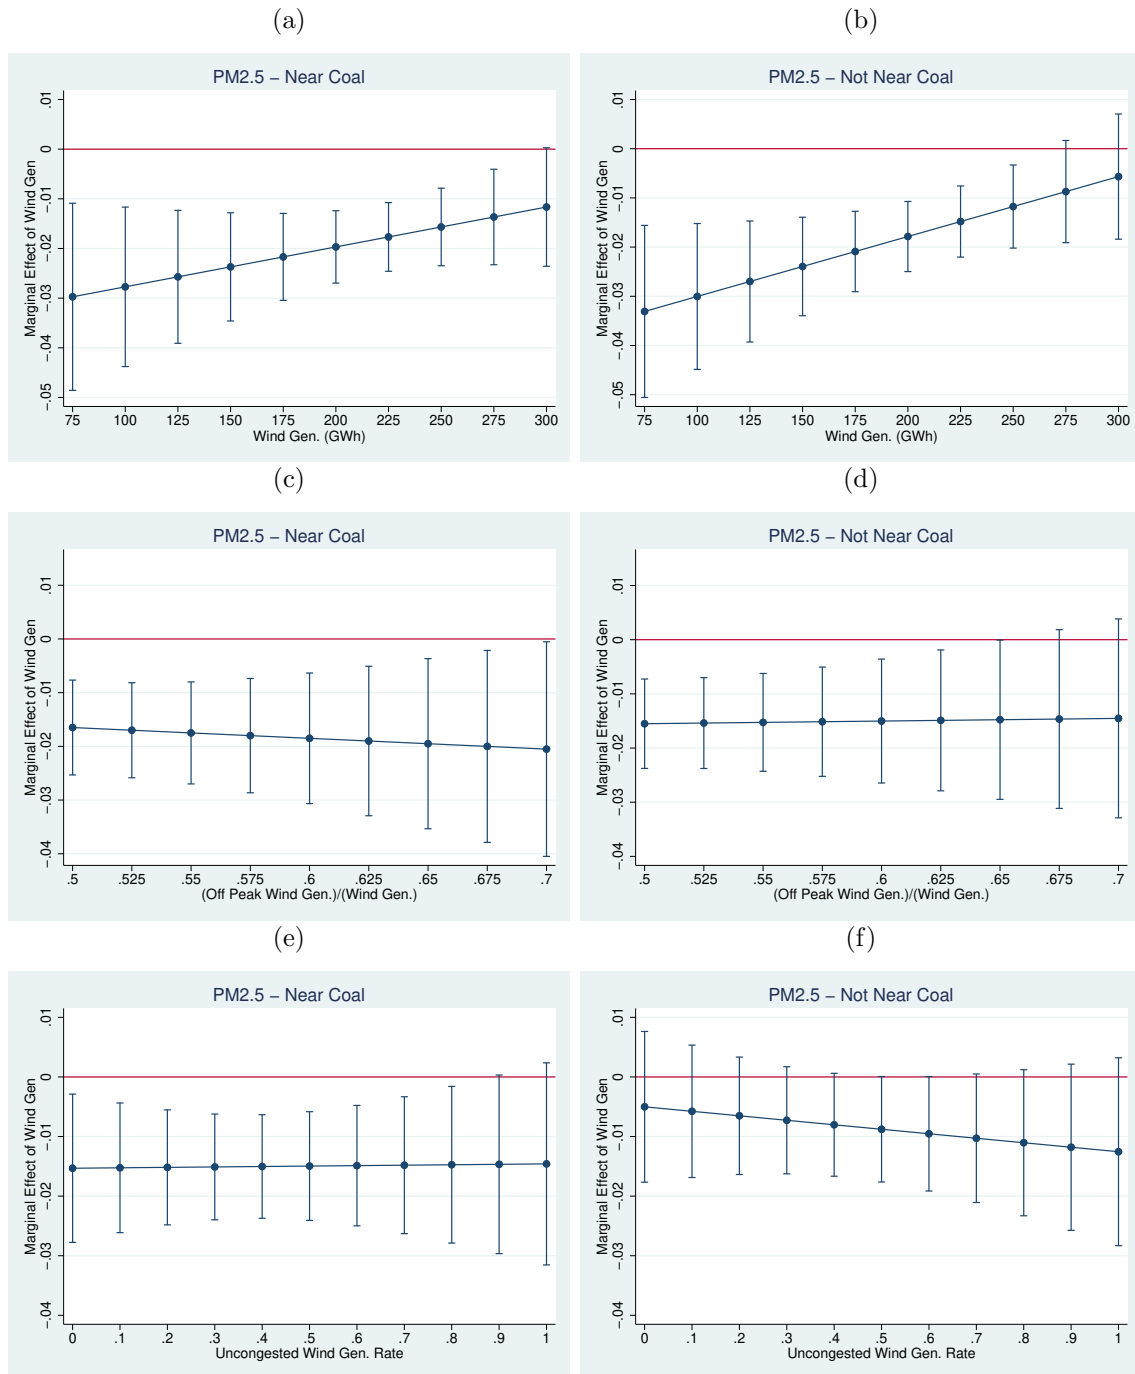 (a)
PM2.5 − Near Coal
Marginal Effect of Wind Gen
.01
0
−.01
−.02
−.03
−.04
−.05
75 100 125 150 175 200 225 250 275 300
Wind Gen. (GWh)
(b)
PM2.5 − Not Near Coal
Marginal Effect of Wind Gen
.01
0
−.01
−.02
−.03
−.04
−.05
75 100 125 150 175 200 225 250 275 300
Wind Gen. (GWh)
(c)
PM2.5 − Near Coal
Marginal Effect of Wind Gen
.01
0
−.01
−.02
−.03
−.04
.5 .525 .55 .575 .6 .625 .65 .675 .7
(Off Peak Wind Gen.)/(Wind Gen.)
(d)
PM2.5 − Not Near Coal
Marginal Effect of Wind Gen
.01
0
−.01
−.02
−.03
−.04
.5 .525 .55 .575 .6 .625 .65 .675 .7
(Off Peak Wind Gen.)/(Wind Gen.)
(e)
PM2.5 − Near Coal
Marginal Effect of Wind Gen
.01
0
−.01
−.02
−.03
−.04
0 .1 .2 .3 .4 .5 .6 .7 .8 .9 1
Uncongested Wind Gen. Rate
(f)
PM2.5 − Not Near Coal
Marginal Effect of Wind Gen
.01
0
−.01
−.02
−.03
−.04
0 .1 .2 .3 .4 .5 .6 .7 .8 .9 1
Uncongested Wind Gen. Rate